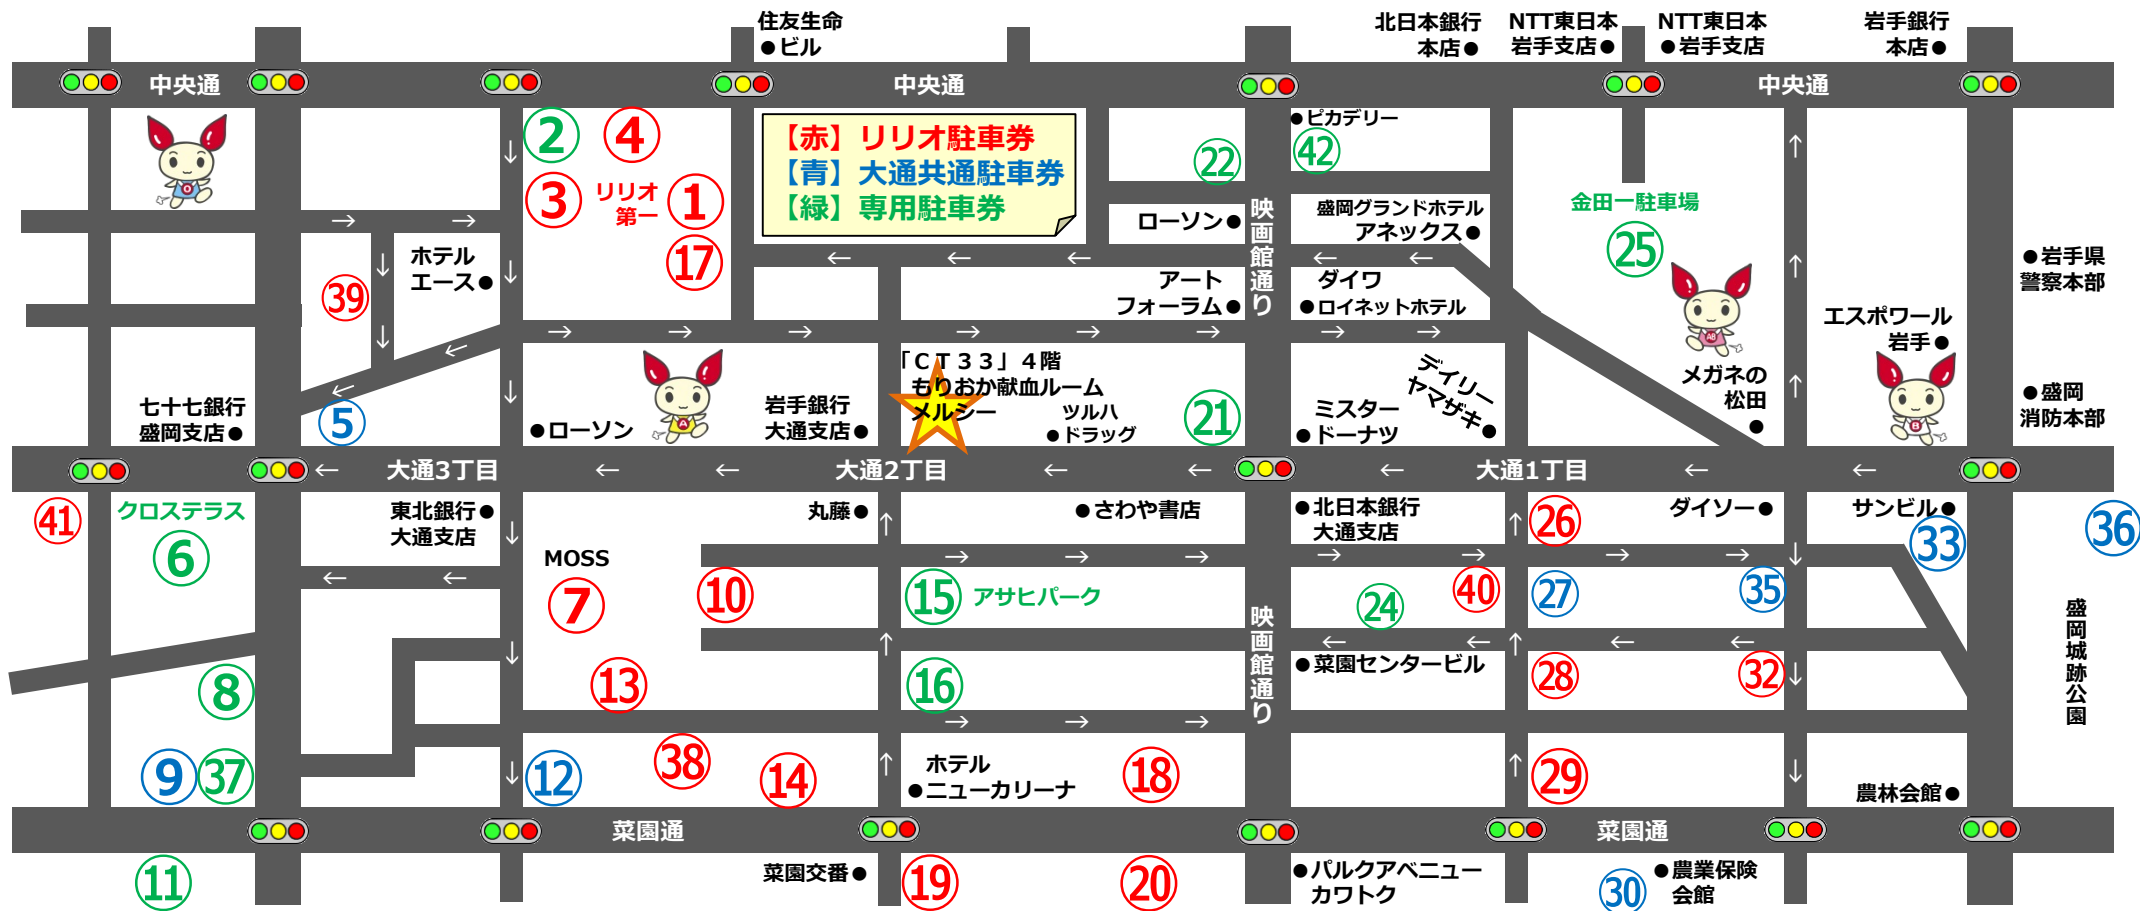 住友生命
●ビル
北日本銀行
本店●
NTT東日本
岩手支店●
NTT東日本
●岩手支店
岩手銀行
本店●
中央通
中央通
中央通
②
④
【赤】リリオ駐車券
【青】大通共通駐車券
【緑】専用駐車券
③
リリオ
第一
①
⑰
㉒
●ピカデリー
㊷
ローソン●
映画館通り
盛岡グランドホテル
アネックス●
金田一駐車場
㉕
ホテル
エース●
㊴
アート
フォーラム●
ダイワ
●ロイネットホテル
●岩手県
警察本部
エスポワール
岩手●
「CT33」4階
もりおか献血ルーム
メルシー
ツルハ
●ドラッグ
㉑
デイリー
ヤマザキ●
ミスター
●ドーナツ
メガネの
松田
●
●盛岡
消防本部
七十七銀行
盛岡支店●
⑤
●ローソン
A
岩手銀行
大通支店●
O
AB
B
大通3丁目
大通2丁目
大通1丁目
㊶
クロステラス
⑥
東北銀行●
大通支店
丸藤●
●さわや書店
●北日本銀行
大通支店
㉖
ダイソー●
サンビル●
㉝
㊱
MOSS
⑦
⑩
⑮
アサヒパーク
㉔
㊵
㉗
㉟
映画館通り
盛岡城跡公園
⑧
⑬
⑯
●菜園センタービル
㉘
㉜
⑨
㊲
⑫
㊳
⑭
ホテル
●ニューカリーナ
⑱
㉙
農林会館●
菜園通
菜園通
⑪
菜園交番●
⑲
⑳
●パルクアベニュー
カワトク
㉚
●農業保険
会館